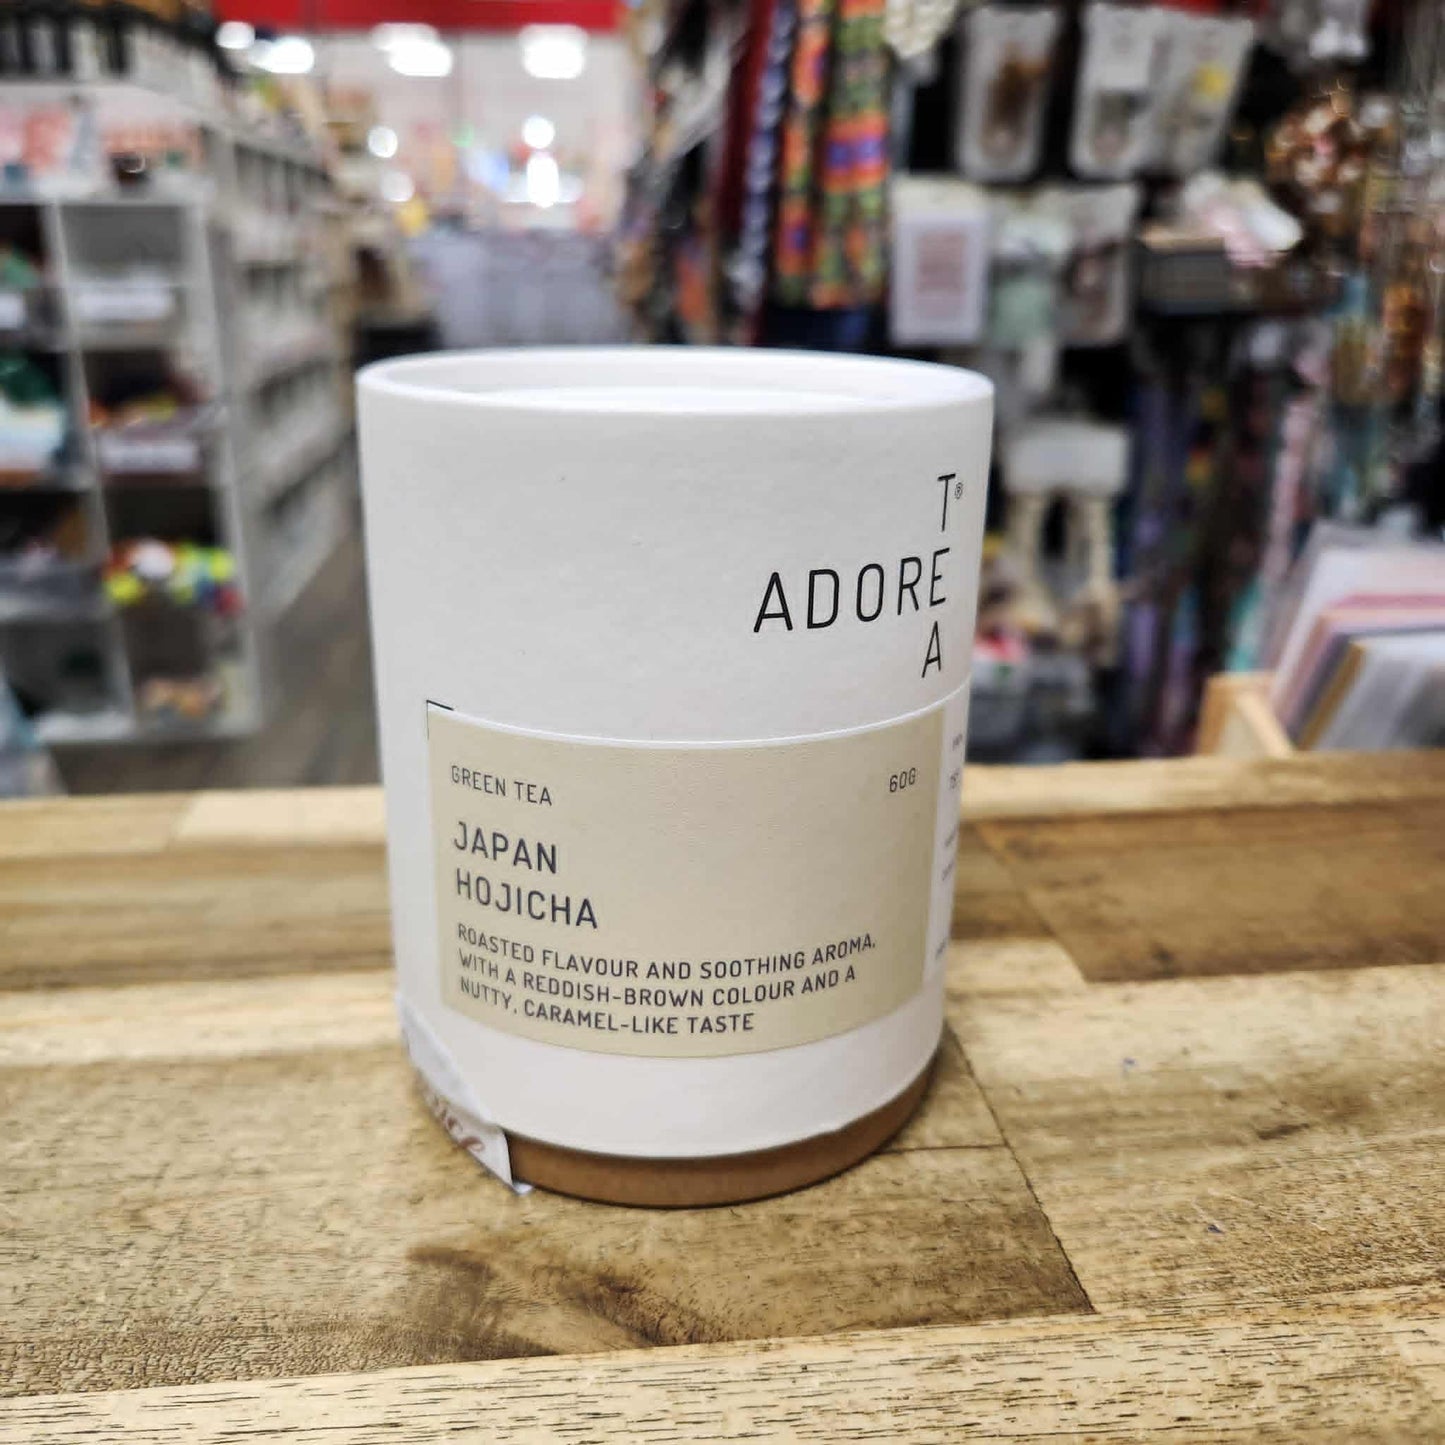 T®
ADORE
A
GREEN TEA
60G
JAPAN
HOJICHA
ROASTED FLAVOUR AND SOOTHING AROMA,
WITH A REDDISH-BROWN COLOUR AND A
NUTTY, CARAMEL-LIKE TASTE